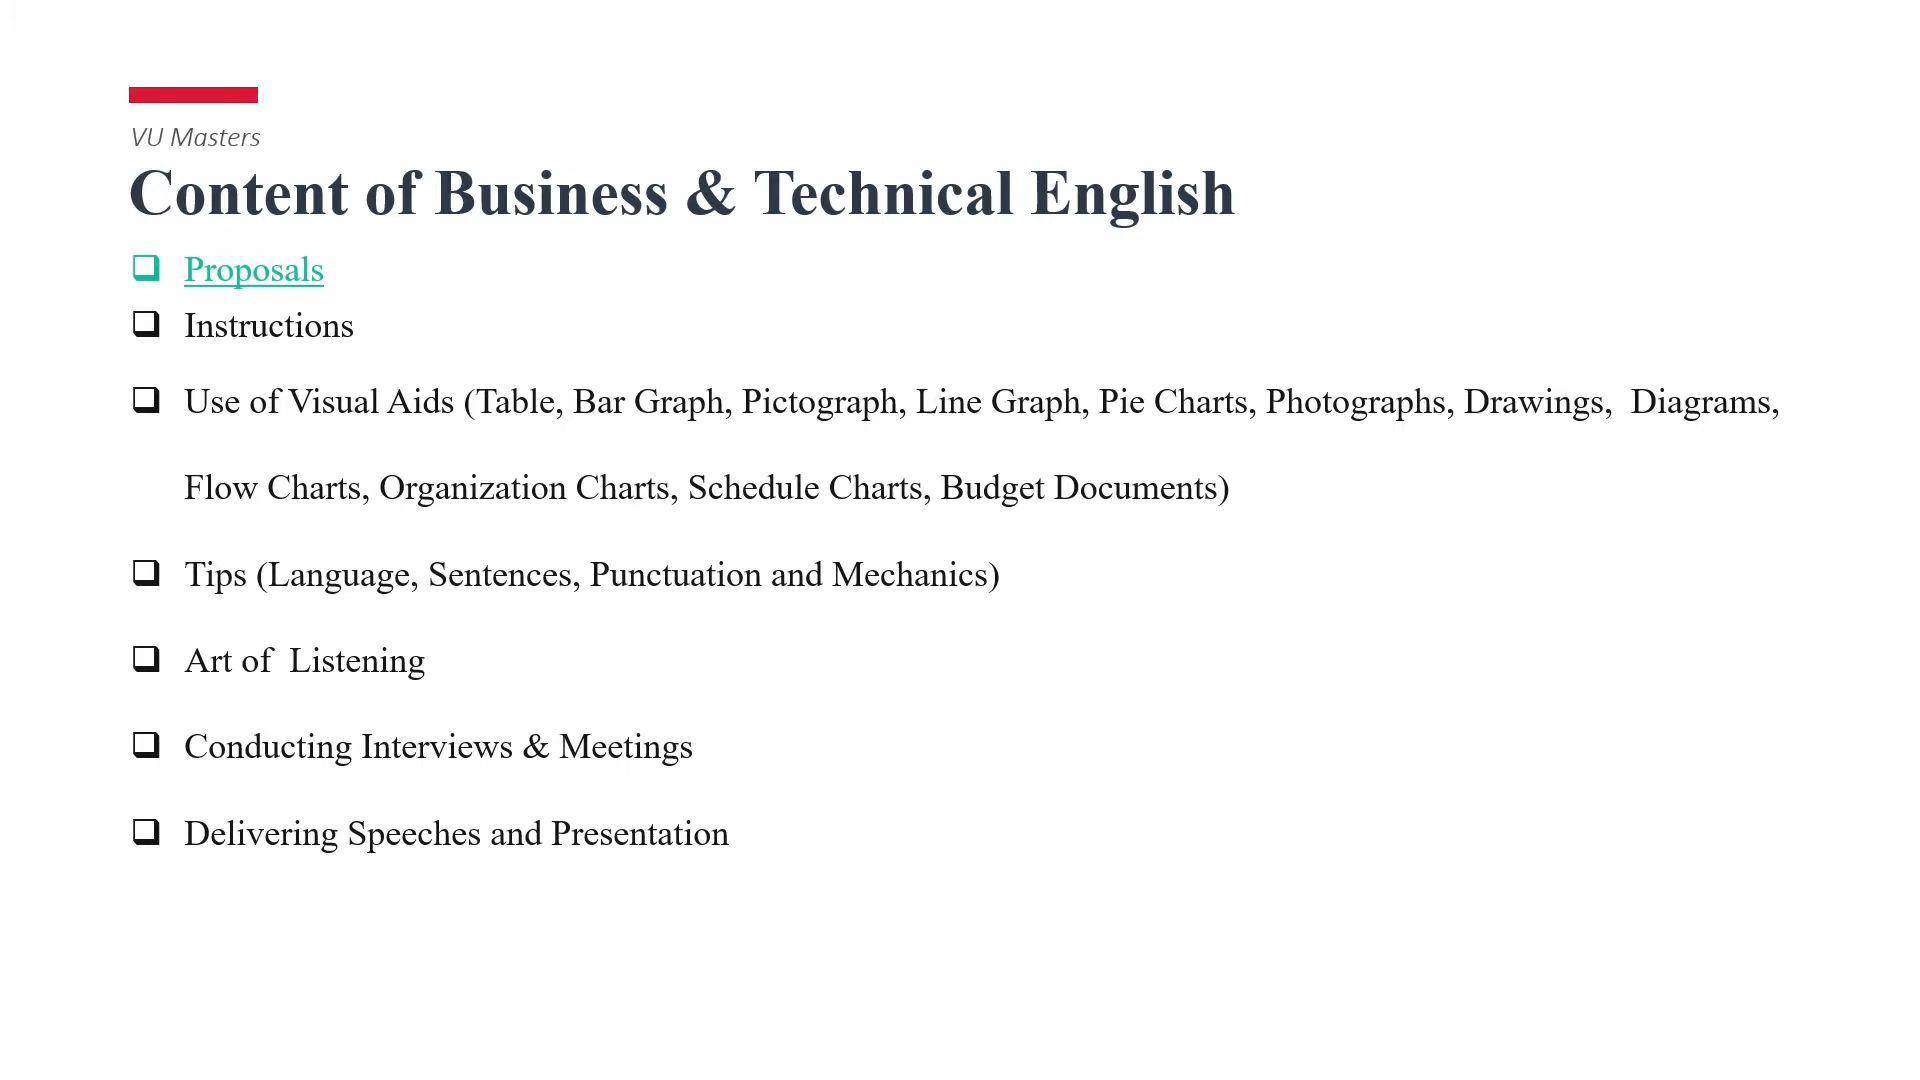 VU Masters
Content of Business & Technical English
❑ Proposals
❑ Instructions
❑ Use of Visual Aids (Table, Bar Graph, Pictograph, Line Graph, Pie Charts, Photographs, Drawings,  Diagrams,
Flow Charts, Organization Charts, Schedule Charts, Budget Documents)
❑ Tips (Language, Sentences, Punctuation and Mechanics)
❑ Art of  Listening
❑ Conducting Interviews & Meetings
❑ Delivering Speeches and Presentation